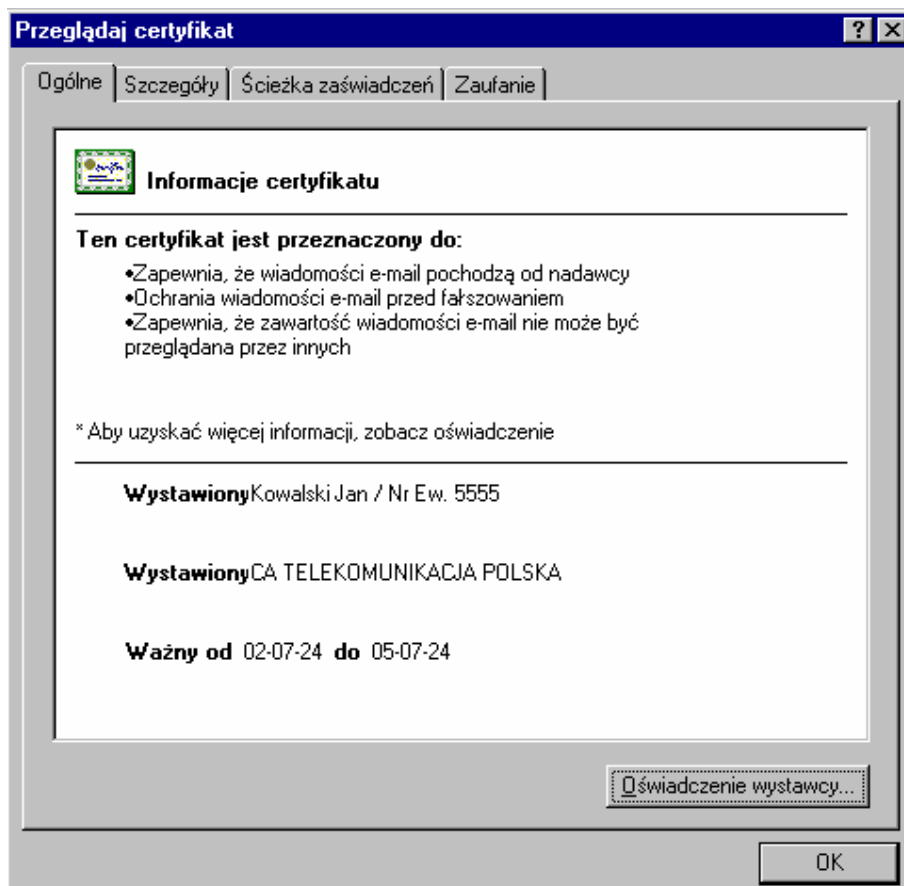 Przeglądaj certyfikat
Ogólne Szczegóły Ścieżka zaświadczeń Zaufanie
Informacje certyfikatu
Ten certyfikat jest przeznaczony do:
•Zapewnia, że wiadomości e-mail pochodzą od nadawcy
•Ochrania wiadomości e-mail przed fałszowaniem
•Zapewnia, że zawartość wiadomości e-mail nie może być
przeglądana przez innych
* Aby uzyskać więcej informacji, zobacz oświadczenie
WystawionyKowalski Jan / Nr Ew. 5555
WystawionyCA TELEKOMUNIKACJA POLSKA
Ważny od 02-07-24 do 05-07-24
Oświadczenie wystawcy...
OK